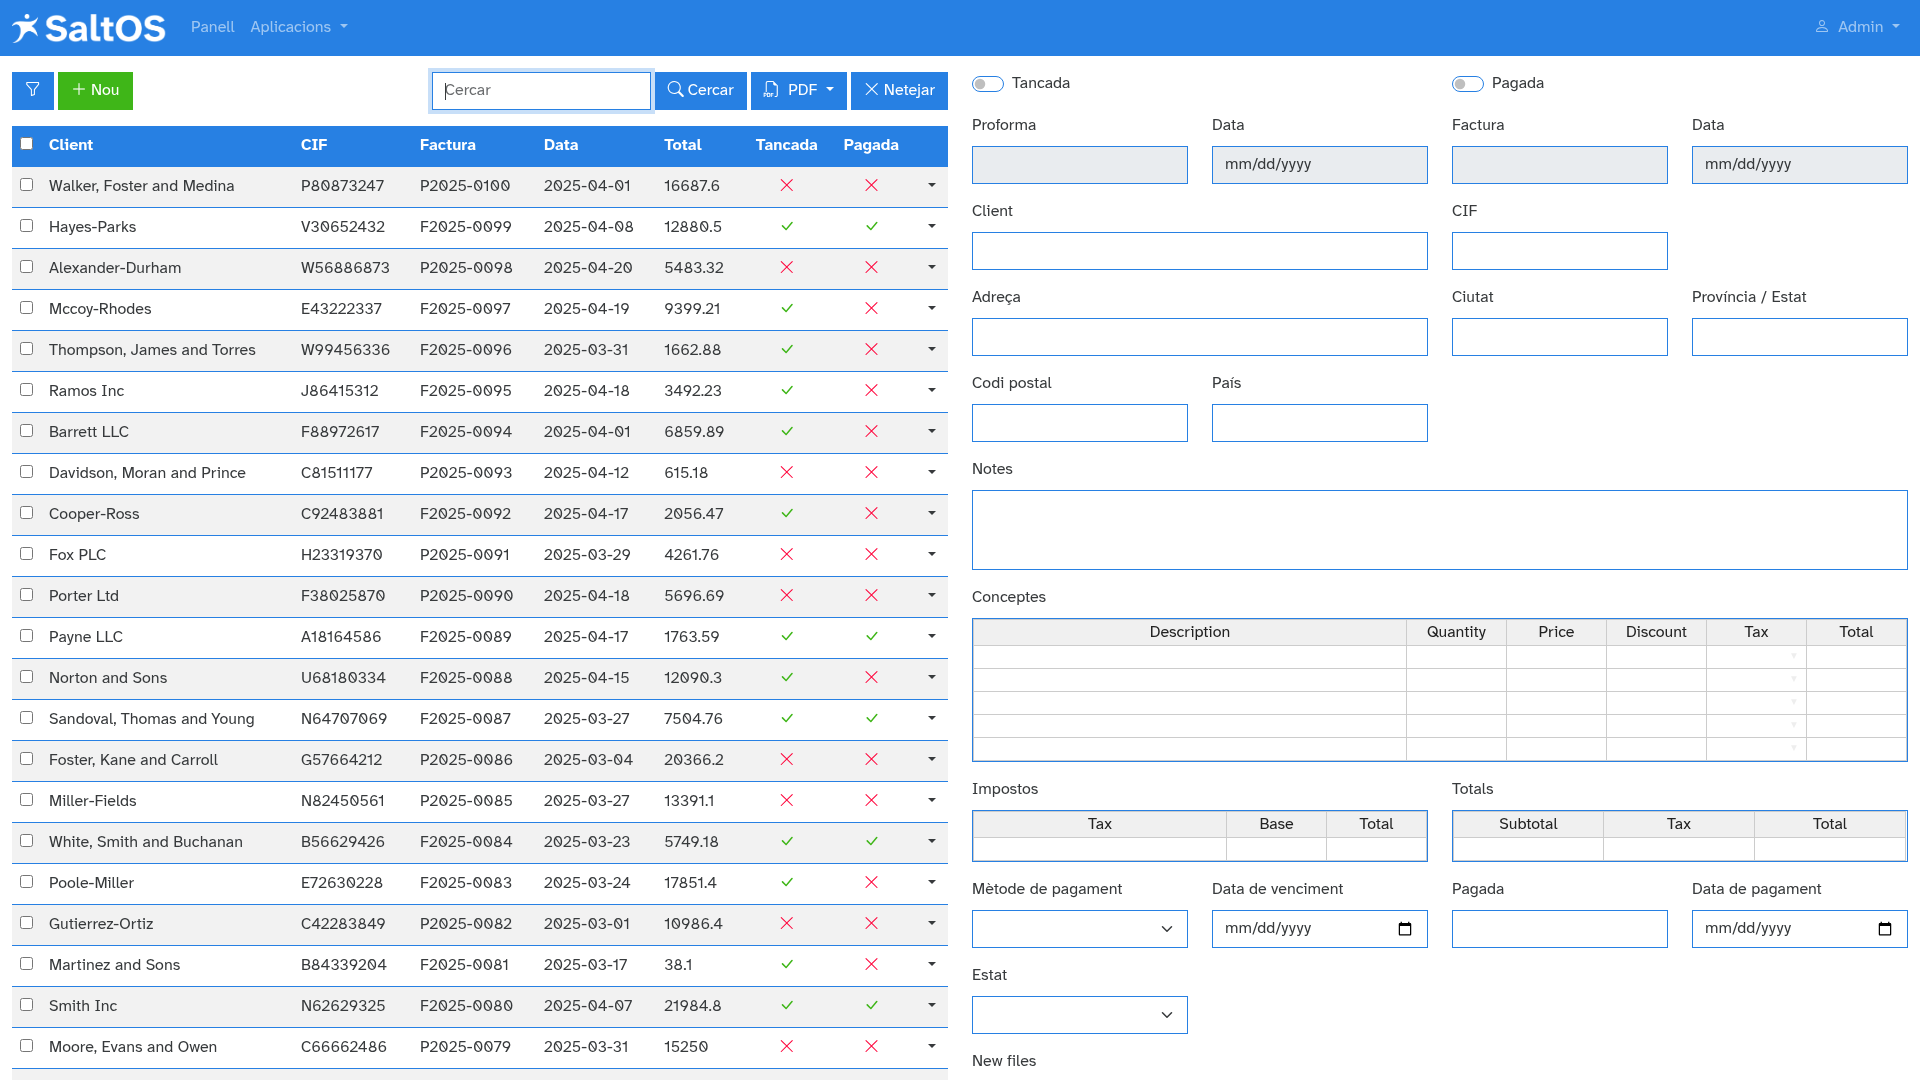 SaltOS Panell Aplicacions Admin
Nou Cercar Cercar PDF Netejar
Client CIF Factura Data Total Tancada Pagada
Walker, Foster and Medina P80873247 P2025-0100 2025-04-01 16687.6
Hayes-Parks V30652432 F2025-0099 2025-04-08 12880.5
Alexander-Durham W56886873 P2025-0098 2025-04-20 5483.32
Mccoy-Rhodes E43222337 F2025-0097 2025-04-19 9399.21
Thompson, James and Torres W99456336 F2025-0096 2025-03-31 1662.88
Ramos Inc J86415312 F2025-0095 2025-04-18 3492.23
Barrett LLC F88972617 F2025-0094 2025-04-01 6859.89
Davidson, Moran and Prince C81511177 P2025-0093 2025-04-12 615.18
Cooper-Ross C92483881 F2025-0092 2025-04-17 2056.47
Fox PLC H23319370 P2025-0091 2025-03-29 4261.76
Porter Ltd F38025870 P2025-0090 2025-04-18 5696.69
Payne LLC A18164586 F2025-0089 2025-04-17 1763.59
Norton and Sons U68180334 F2025-0088 2025-04-15 12090.3
Sandoval, Thomas and Young N64707069 F2025-0087 2025-03-27 7504.76
Foster, Kane and Carroll G57664212 P2025-0086 2025-03-04 20366.2
Miller-Fields N82450561 P2025-0085 2025-03-27 13391.1
White, Smith and Buchanan B56629426 F2025-0084 2025-03-23 5749.18
Poole-Miller E72630228 F2025-0083 2025-03-24 17851.4
Gutierrez-Ortiz C42283849 P2025-0082 2025-03-01 10986.4
Martinez and Sons B84339204 F2025-0081 2025-03-17 38.1
Smith Inc N62629325 F2025-0080 2025-04-07 21984.8
Moore, Evans and Owen C66662486 P2025-0079 2025-03-31 15250
Tancada Pagada
Proforma Data Factura Data
mm/dd/yyyy mm/dd/yyyy
Client CIF
Adreça Ciutat Província / Estat
Codi postal País
Notes
Conceptes
Description Quantity Price Discount Tax Total
Impostos Totals
Tax Base Total Subtotal Tax Total
Mètode de pagament Data de venciment Pagada Data de pagament
mm/dd/yyyy mm/dd/yyyy
Estat
New files